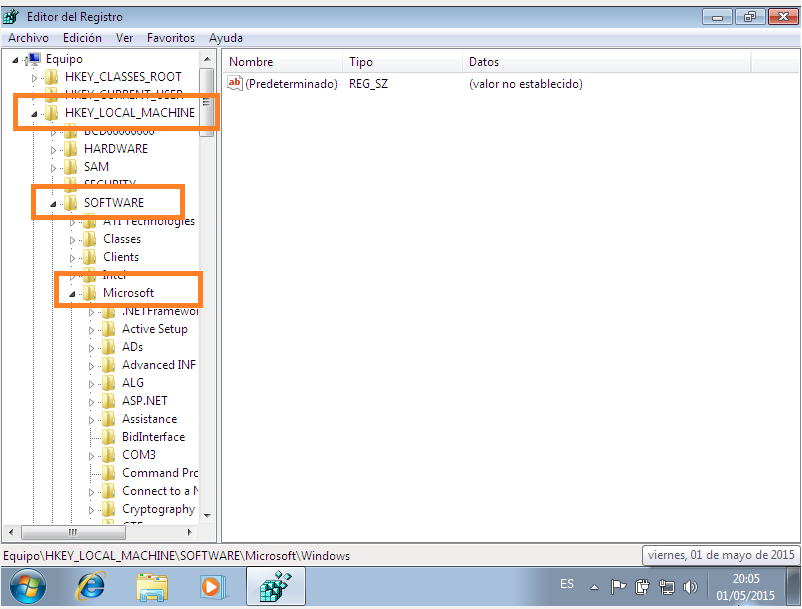 Editor del Registro
Archivo Edición Ver Favoritos Ayuda
Equipo
HKEY_CLASSES_ROOT
HKEY_CURRENT_USER
HKEY_LOCAL_MACHINE
BCD00000000
HARDWARE
SAM
SECURITY
SOFTWARE
ATI Technologies
Classes
Clients
Intel
Microsoft
.NETFramewor
Active Setup
ADs
Advanced INF
ALG
ASP.NET
Assistance
BidInterface
COM3
Command Pro
Connect to a N
Cryptography
CTF
Nombre Tipo Datos
ab (Predeterminado) REG_SZ (valor no establecido)
Equipo\HKEY_LOCAL_MACHINE\SOFTWARE\Microsoft\Windows
viernes, 01 de mayo de 2015
ES
20:05
01/05/2015